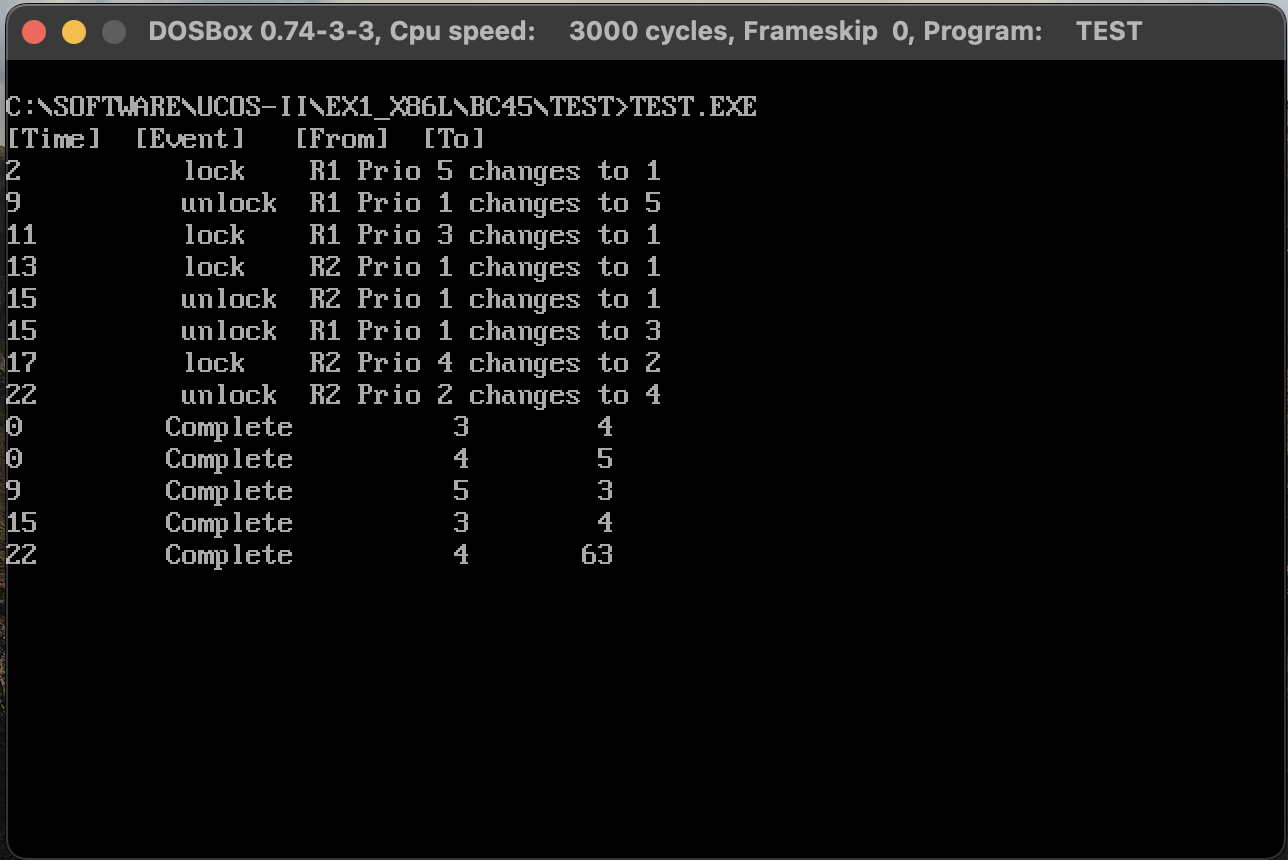 DOSBox 0.74-3-3, Cpu speed: 3000 cycles, Frameskip 0, Program: TEST
C:\SOFTWARE\UCOS-II\EX1_X86L\BC45\TEST>TEST.EXE
[Time] [Event] [From] [To]
2 lock R1 Prio 5 changes to 1
9 unlock R1 Prio 1 changes to 5
11 lock R1 Prio 3 changes to 1
13 lock R2 Prio 1 changes to 1
15 unlock R2 Prio 1 changes to 1
15 unlock R1 Prio 1 changes to 3
17 lock R2 Prio 4 changes to 2
22 unlock R2 Prio 2 changes to 4
0 Complete 3 4
0 Complete 4 5
9 Complete 5 3
15 Complete 3 4
22 Complete 4 63